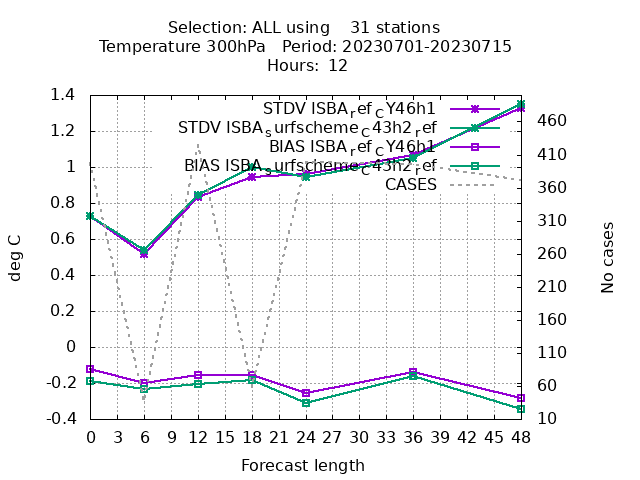 Selection: ALL using    31 stations
Temperature 300hPa   Period: 20230701-20230715
Hours:  12
1.4
1.2
1
0.8
0.6
0.4
0.2
0
-0.2
-0.4
deg C
STDV ISBA_ref_CY46h1
STDV ISBA_surfscheme_C43h2_ref
BIAS ISBA_ref_CY46h1
BIAS ISBA_surfscheme_C43h2_ref
CASES
460
410
360
310
260
210
160
110
60
10
No cases
0 3 6 9 12 15 18 21 24 27 30 33 36 39 42 45 48
Forecast length